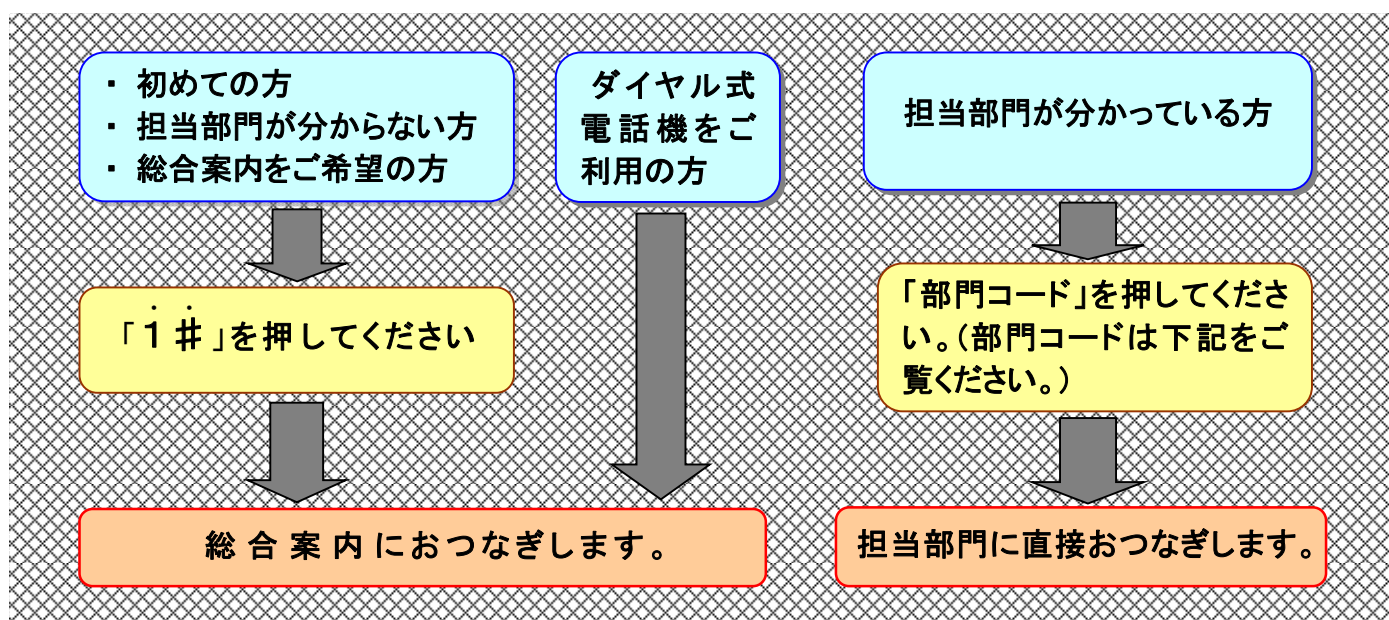 ・ 初めての方
・ 担当部門が分からない方
・ 総合案内をご希望の方
ダイヤル式
電話機をご
利用の方
担当部門が分かっている方
「1♯」を押してください
「部門コード」を押してくださ
い。(部門コードは下記をご
覧ください。)
総合案内におつなぎします。
担当部門に直接おつなぎします。